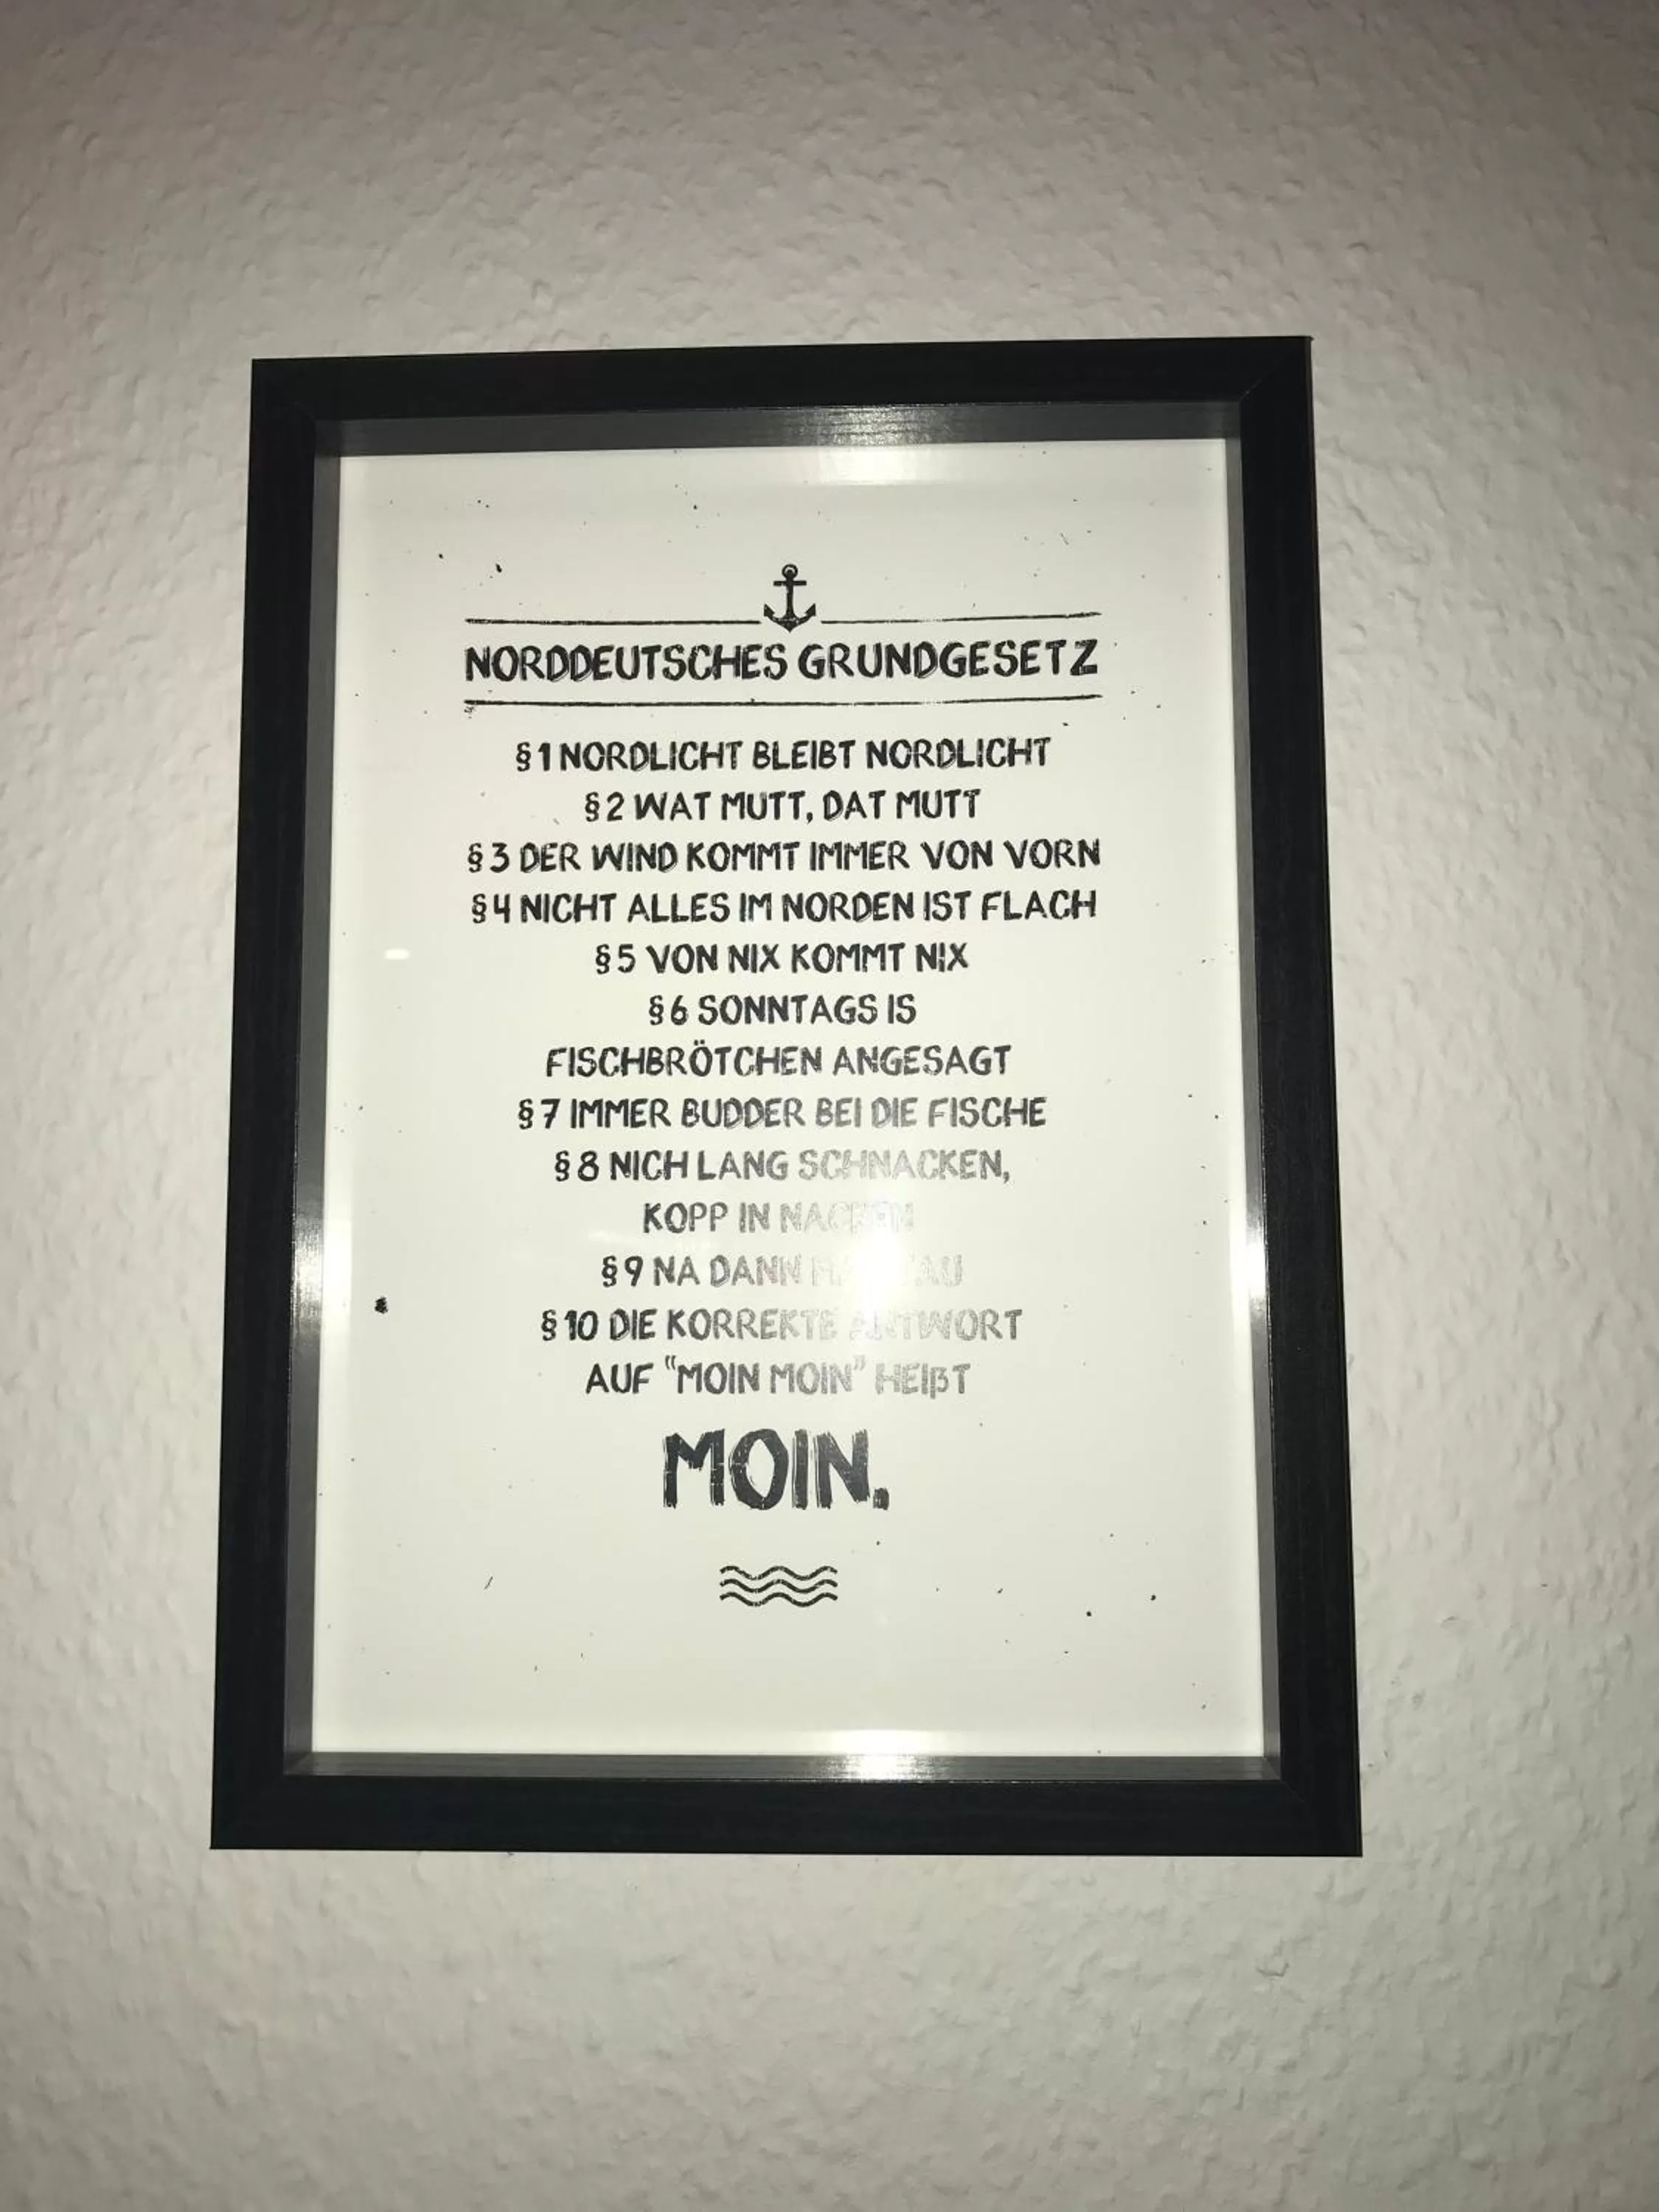 NORDDEUTSCHES GRUNDGESETZ
§1 NORDLICHT BLEIBT NORDLICHT
§2 WAT MUTT, DAT MUTT
§3 DER WIND KOMMT IMMER VON VORN
§4 NICHT ALLES IM NORDEN IST FLACH
§5 VON NIX KOMMT NIX
§6 SONNTAGS IS
FISCHBRÖTCHEN ANGESAGT
§7 IMMER BUDDER BEI DIE FISCHE
§8 NICH LANG SCHNACKEN,
KOPP IN NACKEN
§9 NA DANN
§10 DIE KORREKTE ANTWORT
AUF "MOIN MOIN" HEIßT
MOIN.